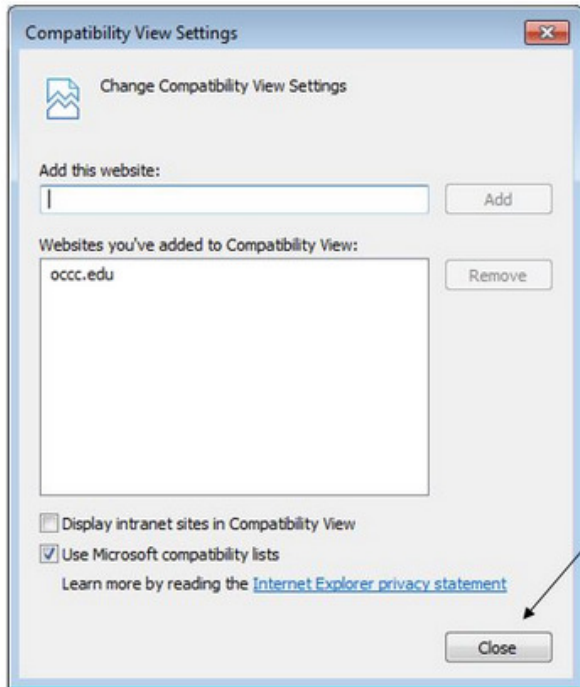 Compatibility View Settings
Change Compatibility View Settings
Add this website:
Add
Websites you've added to Compatibility View:
occc.edu
Remove
Display intranet sites in Compatibility View
Use Microsoft compatibility lists
Learn more by reading the Internet Explorer privacy statement
Close